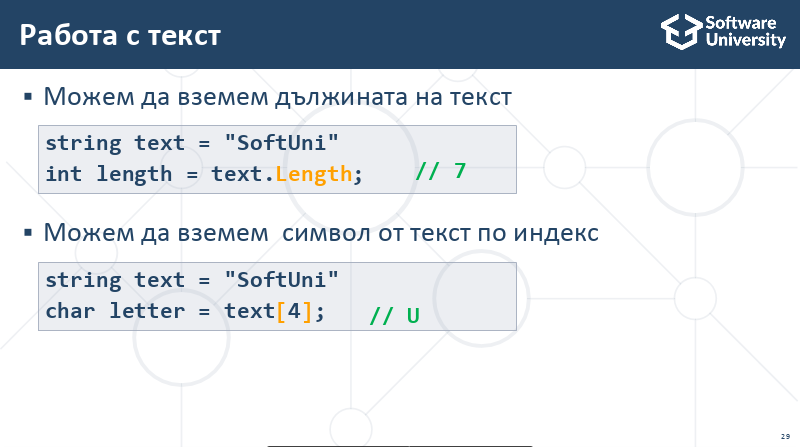 Работа с текст
Software
University
▪ Можем да вземем дължината на текст
string text = "SoftUni"
int length = text.Length; // 7
▪ Можем да вземем  символ от текст по индекс
string text = "SoftUni"
char letter = text[4]; // U
29